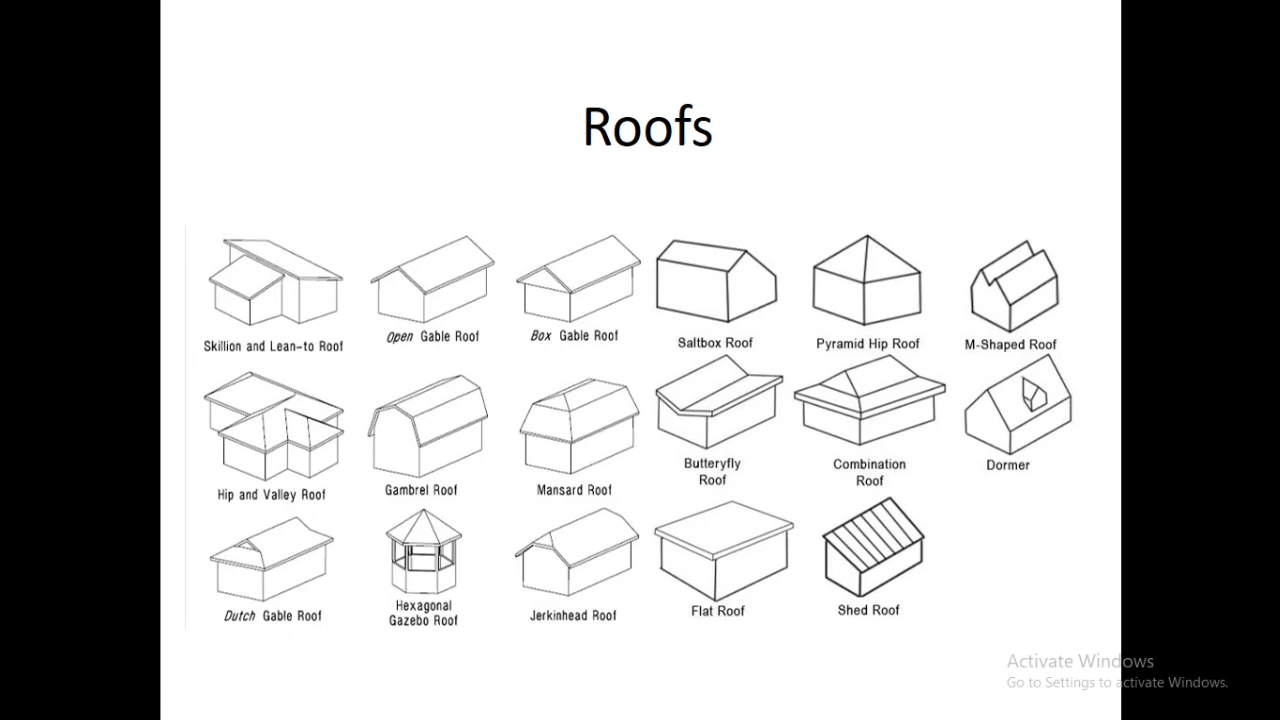 Roofs
Skillion and Lean-to Roof
Open Gable Roof
Box Gable Roof
Saltbox Roof
Pyramid Hip Roof
M-Shaped Roof
Hip and Valley Roof
Gambrel Roof
Mansard Roof
Butteryfly
Roof
Combination
Roof
Dormer
Dutch Gable Roof
Hexagonal
Gazebo Roof
Jerkinhead Roof
Flat Roof
Shed Roof
Activate Windows
Go to Settings to activate Windows.